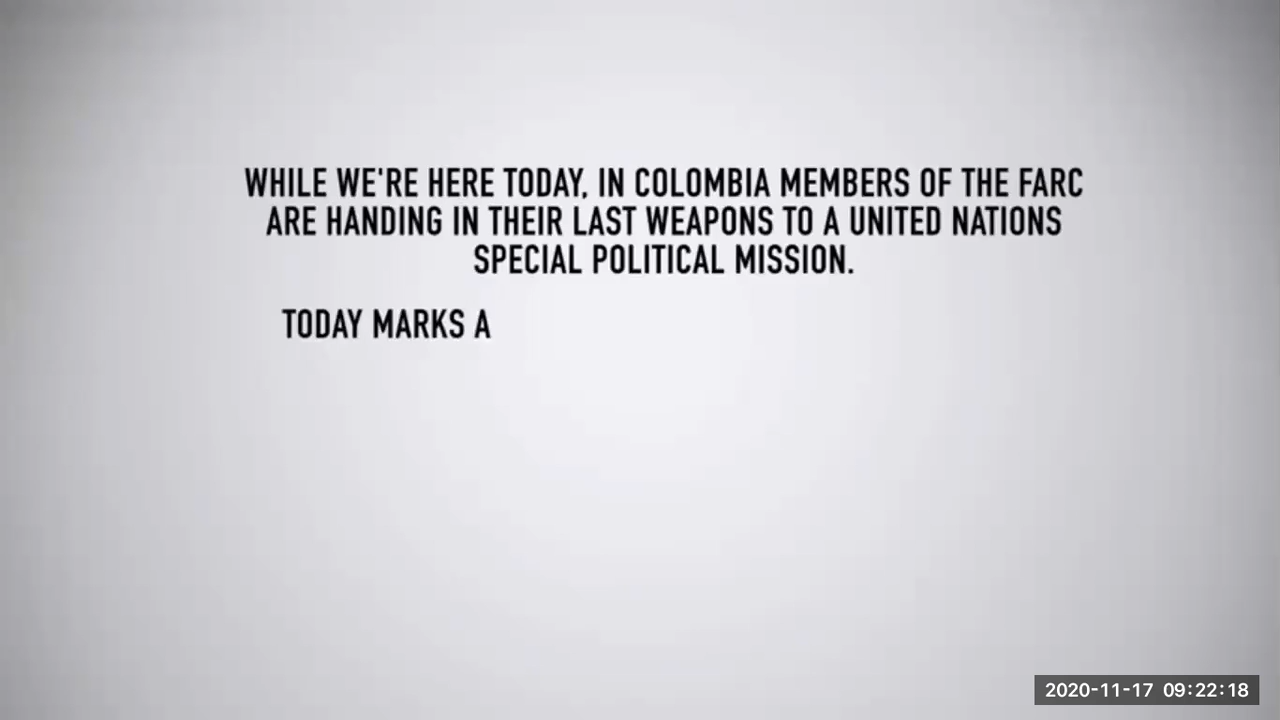 WHILE WE'RE HERE TODAY, IN COLOMBIA MEMBERS OF THE FARC
ARE HANDING IN THEIR LAST WEAPONS TO A UNITED NATIONS
SPECIAL POLITICAL MISSION.
TODAY MARKS A
2020-11-17 09:22:18